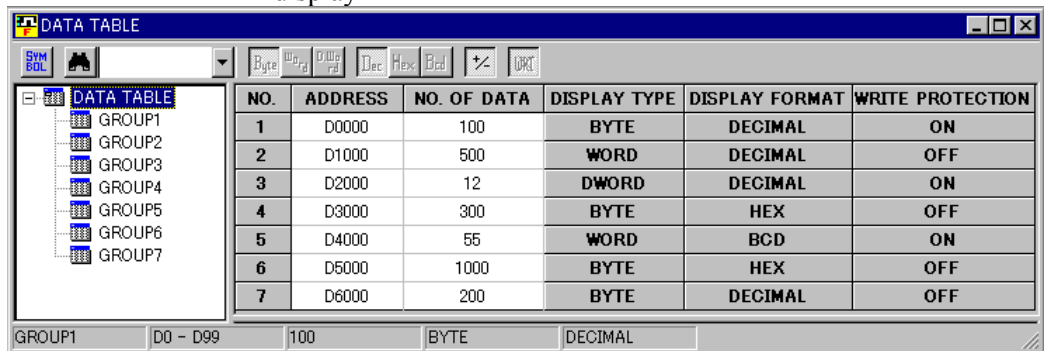 display
DATA TABLE
SYM BOL Byte Word DWord Dec Hex Bcd +/- WRT
DATA TABLE
GROUP1
GROUP2
GROUP3
GROUP4
GROUP5
GROUP6
GROUP7
NO. ADDRESS NO. OF DATA DISPLAY TYPE DISPLAY FORMAT WRITE PROTECTION
1 D0000 100 BYTE DECIMAL ON
2 D1000 500 WORD DECIMAL OFF
3 D2000 12 DWORD DECIMAL ON
4 D3000 300 BYTE HEX OFF
5 D4000 55 WORD BCD ON
6 D5000 1000 BYTE HEX OFF
7 D6000 200 BYTE DECIMAL OFF
GROUP1 D0 - D99 100 BYTE DECIMAL